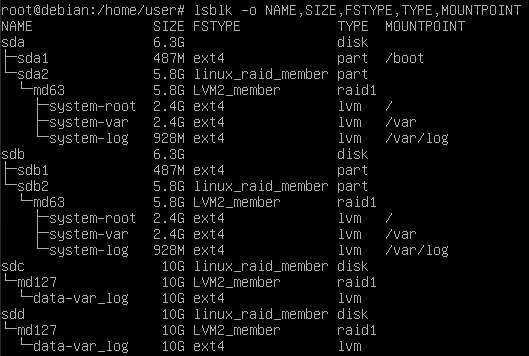 root@debian:/home/user# lsblk -o NAME,SIZE,FSTYPE,TYPE,MOUNTPOINT
NAME                SIZE FSTYPE            TYPE  MOUNTPOINT
sda                 6.3G                   disk
├─sda1              487M ext4              part  /boot
└─sda2              5.8G linux_raid_member part
  └─md63            5.8G LVM2_member       raid1
    ├─system-root   2.4G ext4              lvm   /
    ├─system-var    2.4G ext4              lvm   /var
    └─system-log    928M ext4              lvm   /var/log
sdb                 6.3G                   disk
├─sdb1              487M ext4              part
└─sdb2              5.8G linux_raid_member part
  └─md63            5.8G LVM2_member       raid1
    ├─system-root   2.4G ext4              lvm   /
    ├─system-var    2.4G ext4              lvm   /var
    └─system-log    928M ext4              lvm   /var/log
sdc                  10G linux_raid_member disk
└─md127              10G LVM2_member       raid1
  └─data-var_log     10G ext4              lvm
sdd                  10G linux_raid_member disk
└─md127              10G LVM2_member       raid1
  └─data-var_log     10G ext4              lvm